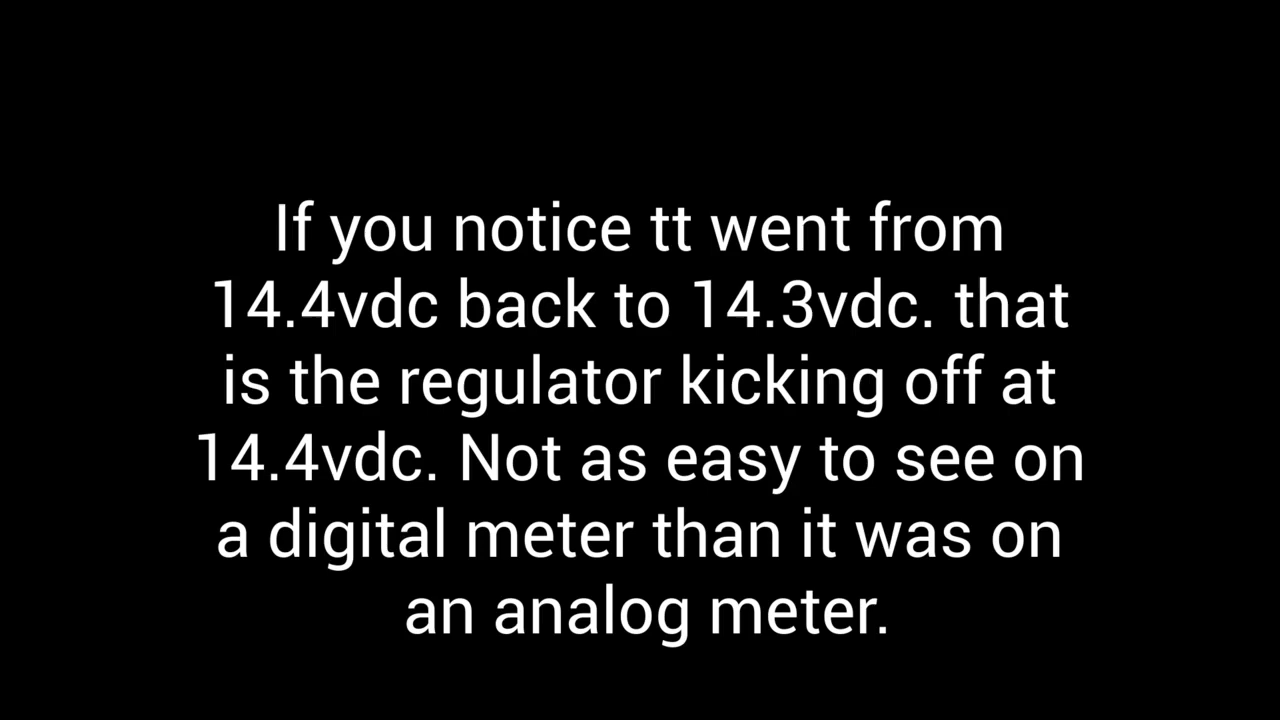 If you notice tt went from
14.4vdc back to 14.3vdc. that
is the regulator kicking off at
14.4vdc. Not as easy to see on
a digital meter than it was on
an analog meter.